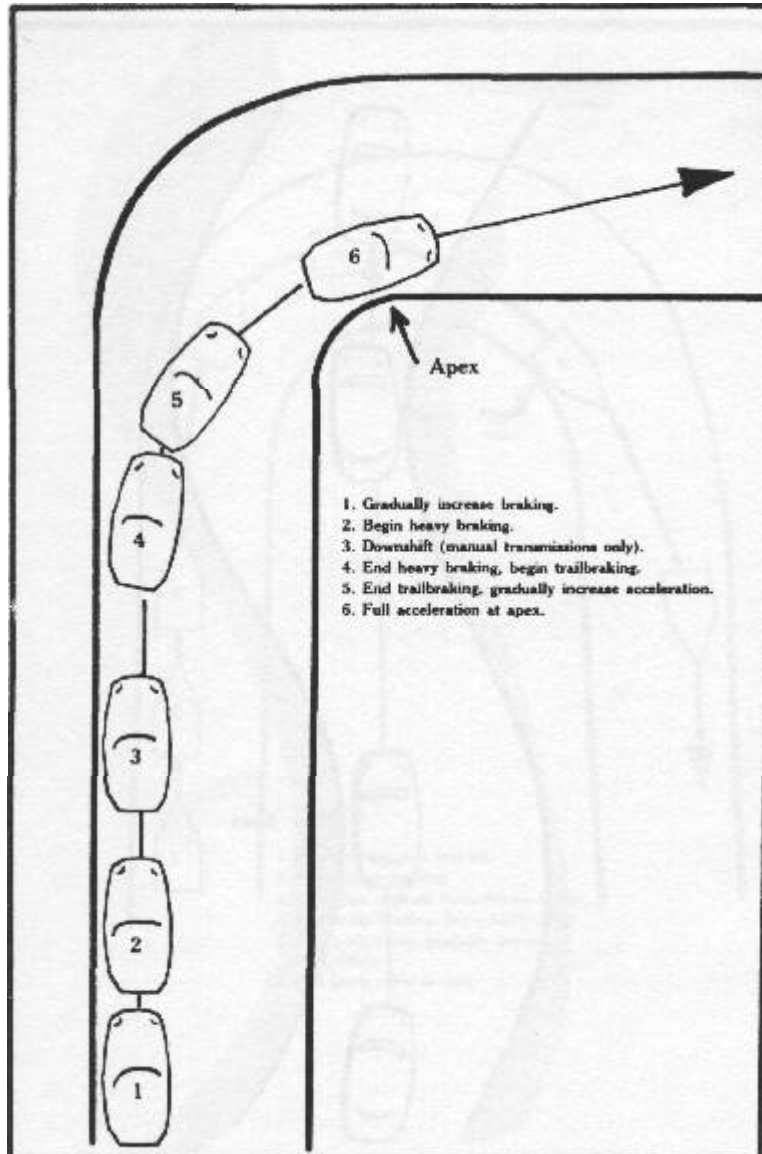 6
Apex
5
4
1. Gradually increase braking.
2. Begin heavy braking.
3. Downshift (manual transmissions only).
4. End heavy braking, begin trailbraking.
5. End trailbraking, gradually increase acceleration.
6. Full acceleration at apex.
3
2
1